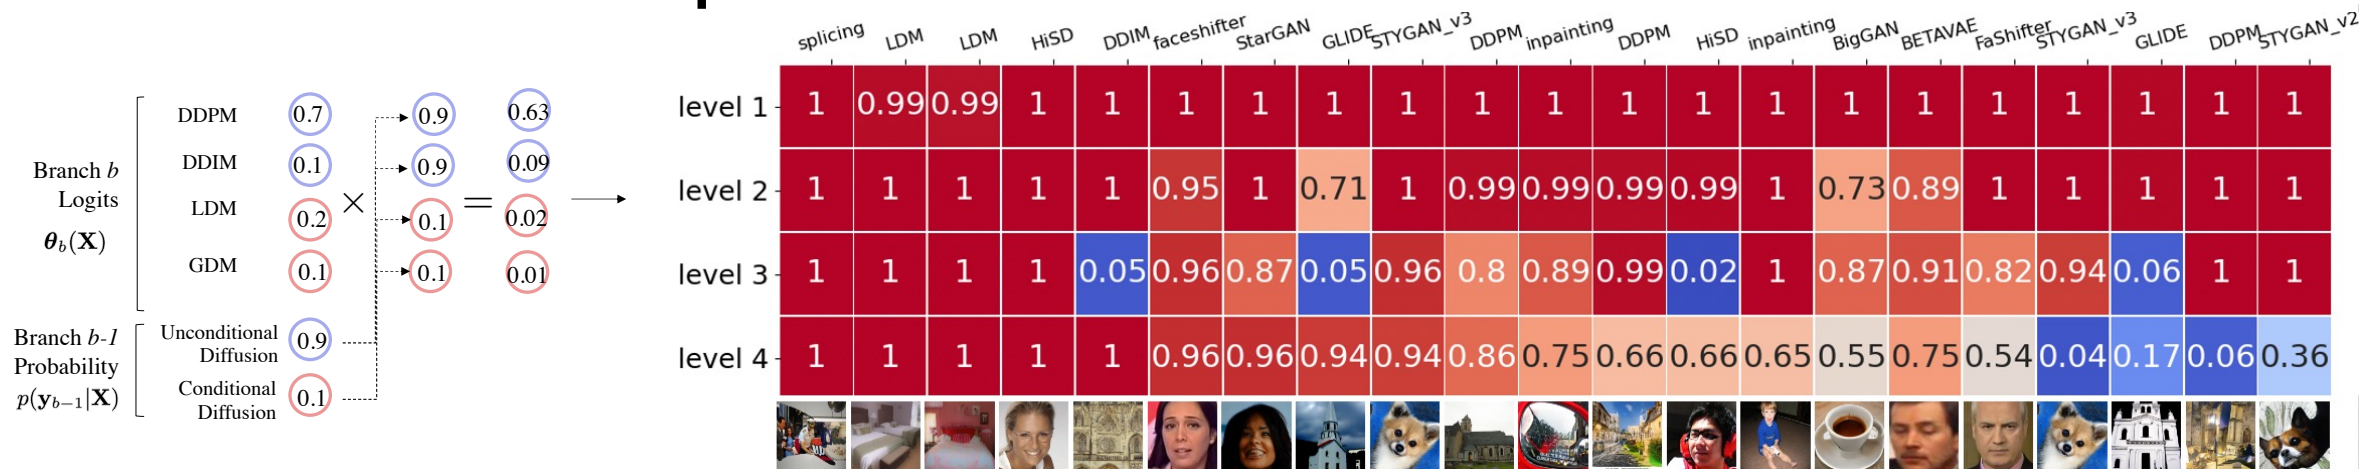 DDPM 0.7 0.9 0.63
DDIM 0.1 0.9 0.09
Branch b
Logits
θb(X)
LDM 0.2 × 0.1 = 0.02
GDM 0.1 0.1 0.01
Branch b-1
Probability
p(yb−1|X)
Unconditional
Diffusion
0.9
Conditional
Diffusion
0.1
splicing LDM LDM HiSD DDIM faceshifter StarGAN GLIDE STYGAN_v3 DDPM inpainting DDPM HiSD inpainting BigGAN BETAVAE FaShifter STYGAN_v3 GLIDE DDPM STYGAN_v2
level 1 1 0.99 0.99 1 1 1 1 1 1 1 1 1 1 1 1 1 1 1 1 1 1
level 2 1 1 1 1 1 0.95 1 0.71 1 0.99 0.99 0.99 0.99 1 0.73 0.89 1 1 1 1 1
level 3 1 1 1 1 0.05 0.96 0.87 0.05 0.96 0.8 0.89 0.99 0.02 1 0.87 0.91 0.82 0.94 0.06 1 1
level 4 1 1 1 1 1 0.96 0.96 0.94 0.94 0.86 0.75 0.66 0.66 0.65 0.55 0.75 0.54 0.04 0.17 0.06 0.36